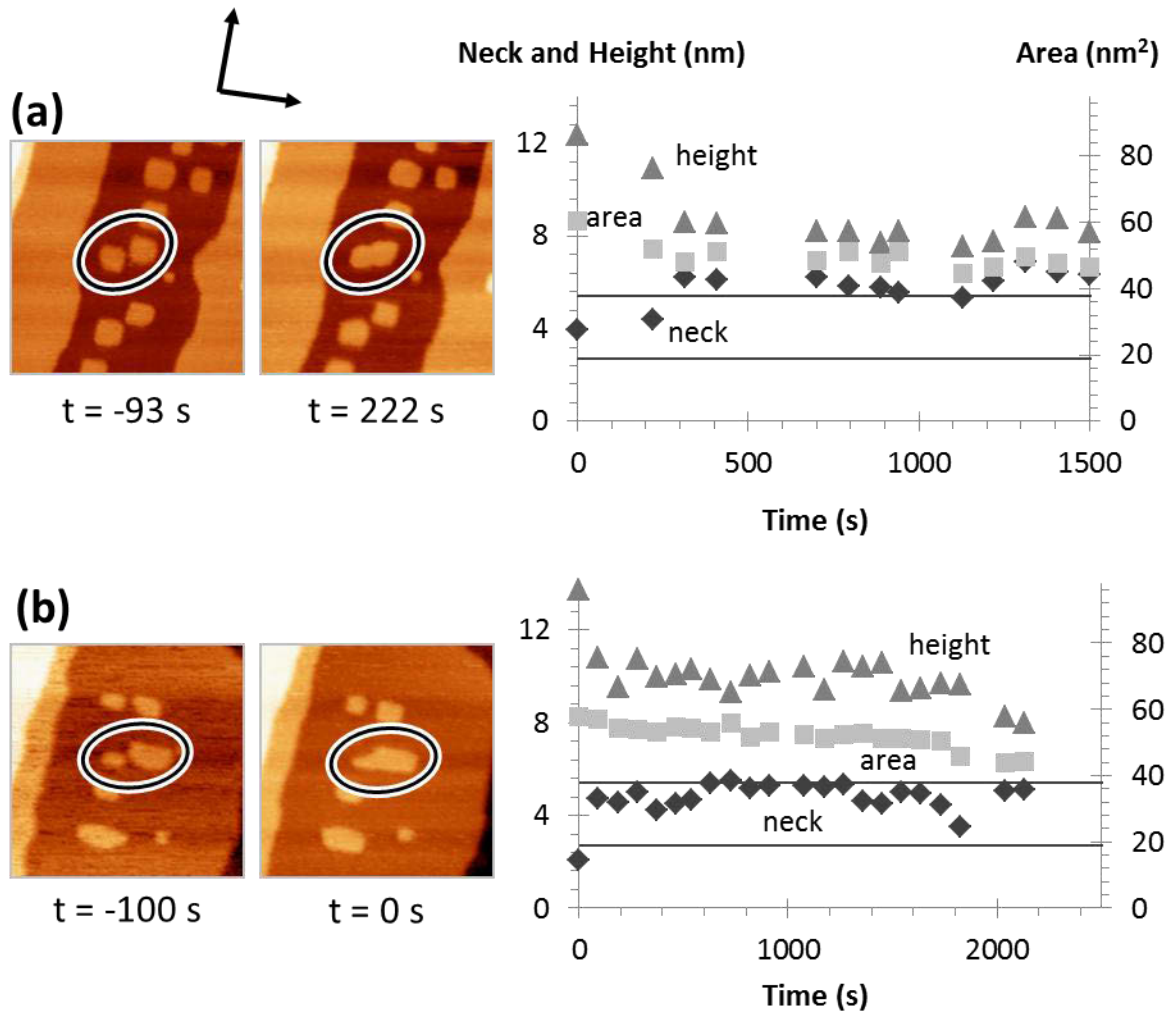 Neck and Height (nm) Area (nm²)
(a)
12 80
height
area 60
8
40
neck
4
20
0 0
0 500 1000 1500
t = -93 s t = 222 s
Time (s)
(b)
12 80
height
8 60
area
40
neck
4
20
0 0
0 1000 2000
t = -100 s t = 0 s
Time (s)